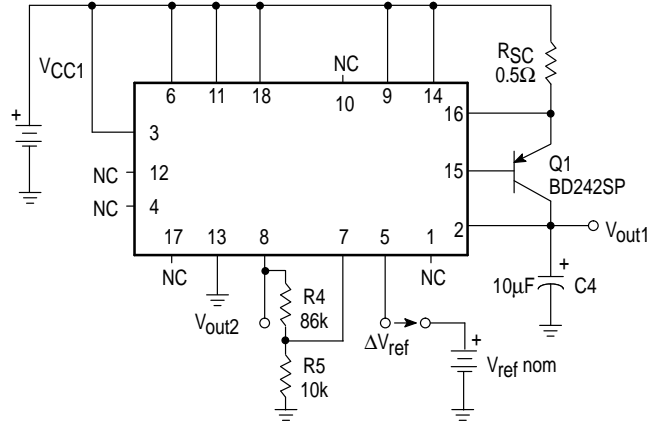 VCC1
NC
RSC
0.5Ω
6
11
18
10
9
14
16
3
NC
12
15
Q1
BD242SP
NC
4
2
Vout1
17
13
8
7
5
1
NC
NC
10µF
C4
R4
86k
Vout2
ΔVref
R5
10k
Vref nom
+
+
+